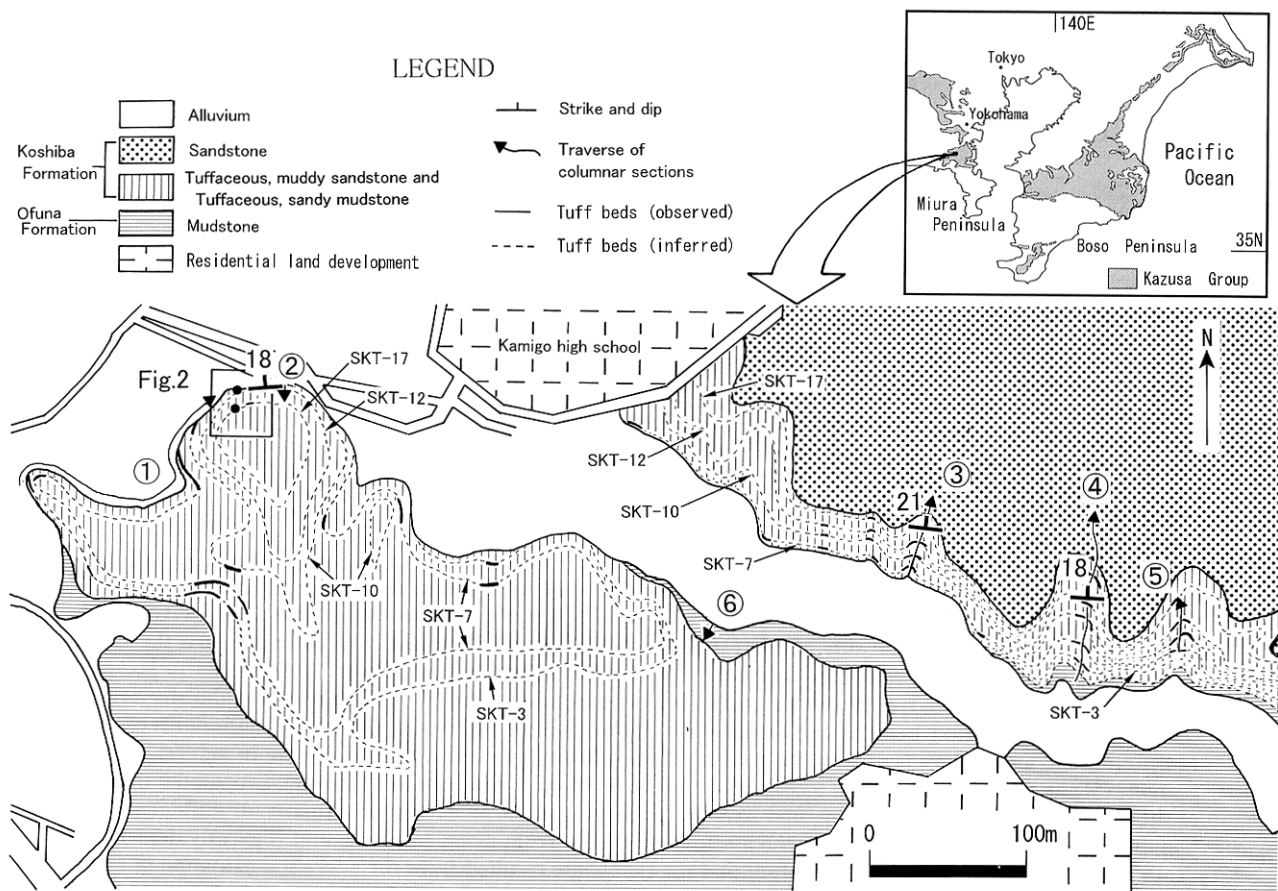 LEGEND
Alluvium
Koshiba
Formation
Sandstone
Tuffaceous, muddy sandstone and
Tuffaceous, sandy mudstone
Ofuna
Formation
Mudstone
Residential land development
Strike and dip
Traverse of
columnar sections
Tuff beds (observed)
Tuff beds (inferred)
140E
Tokyo
Yokohama
Pacific
Ocean
Miura
Peninsula
Boso Peninsula
35N
Kazusa Group
Kamigo high school
N
Fig.2
18
②
SKT-17
SKT-12
①
SKT-10
SKT-7
SKT-3
⑥
SKT-17
SKT-12
SKT-10
SKT-7
21
③
④
18
⑤
SKT-3
0
100m